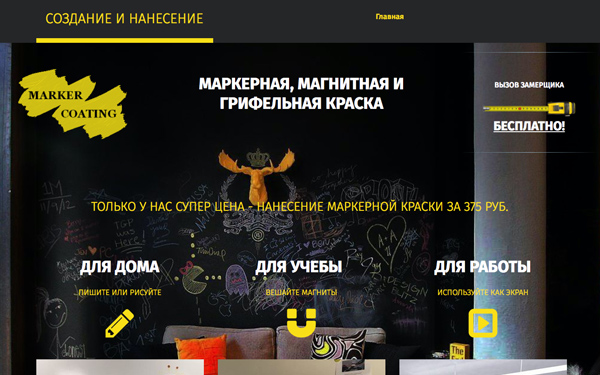 СОЗДАНИЕ И НАНЕСЕНИЕ
Главная
MARKER
COATING
МАРКЕРНАЯ, МАГНИТНАЯ И
ГРИФЕЛЬНАЯ КРАСКА
ВЫЗОВ ЗАМЕРЩИКА
БЕСПЛАТНО!
ТОЛЬКО У НАС СУПЕР ЦЕНА - НАНЕСЕНИЕ МАРКЕРНОЙ КРАСКИ ЗА 375 РУБ.
ДЛЯ ДОМА
ПИШИТЕ ИЛИ РИСУЙТЕ
ДЛЯ УЧЕБЫ
ВЕШАЙТЕ МАГНИТЫ
ДЛЯ РАБОТЫ
ИСПОЛЬЗУЙТЕ КАК ЭКРАН